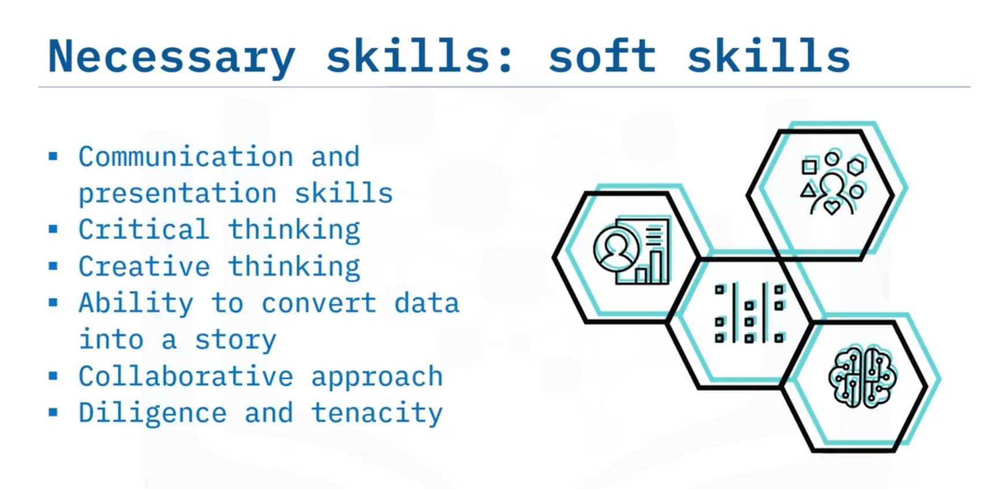 Necessary skills: soft skills
▪ Communication and
presentation skills
▪ Critical thinking
▪ Creative thinking
▪ Ability to convert data
into a story
▪ Collaborative approach
▪ Diligence and tenacity